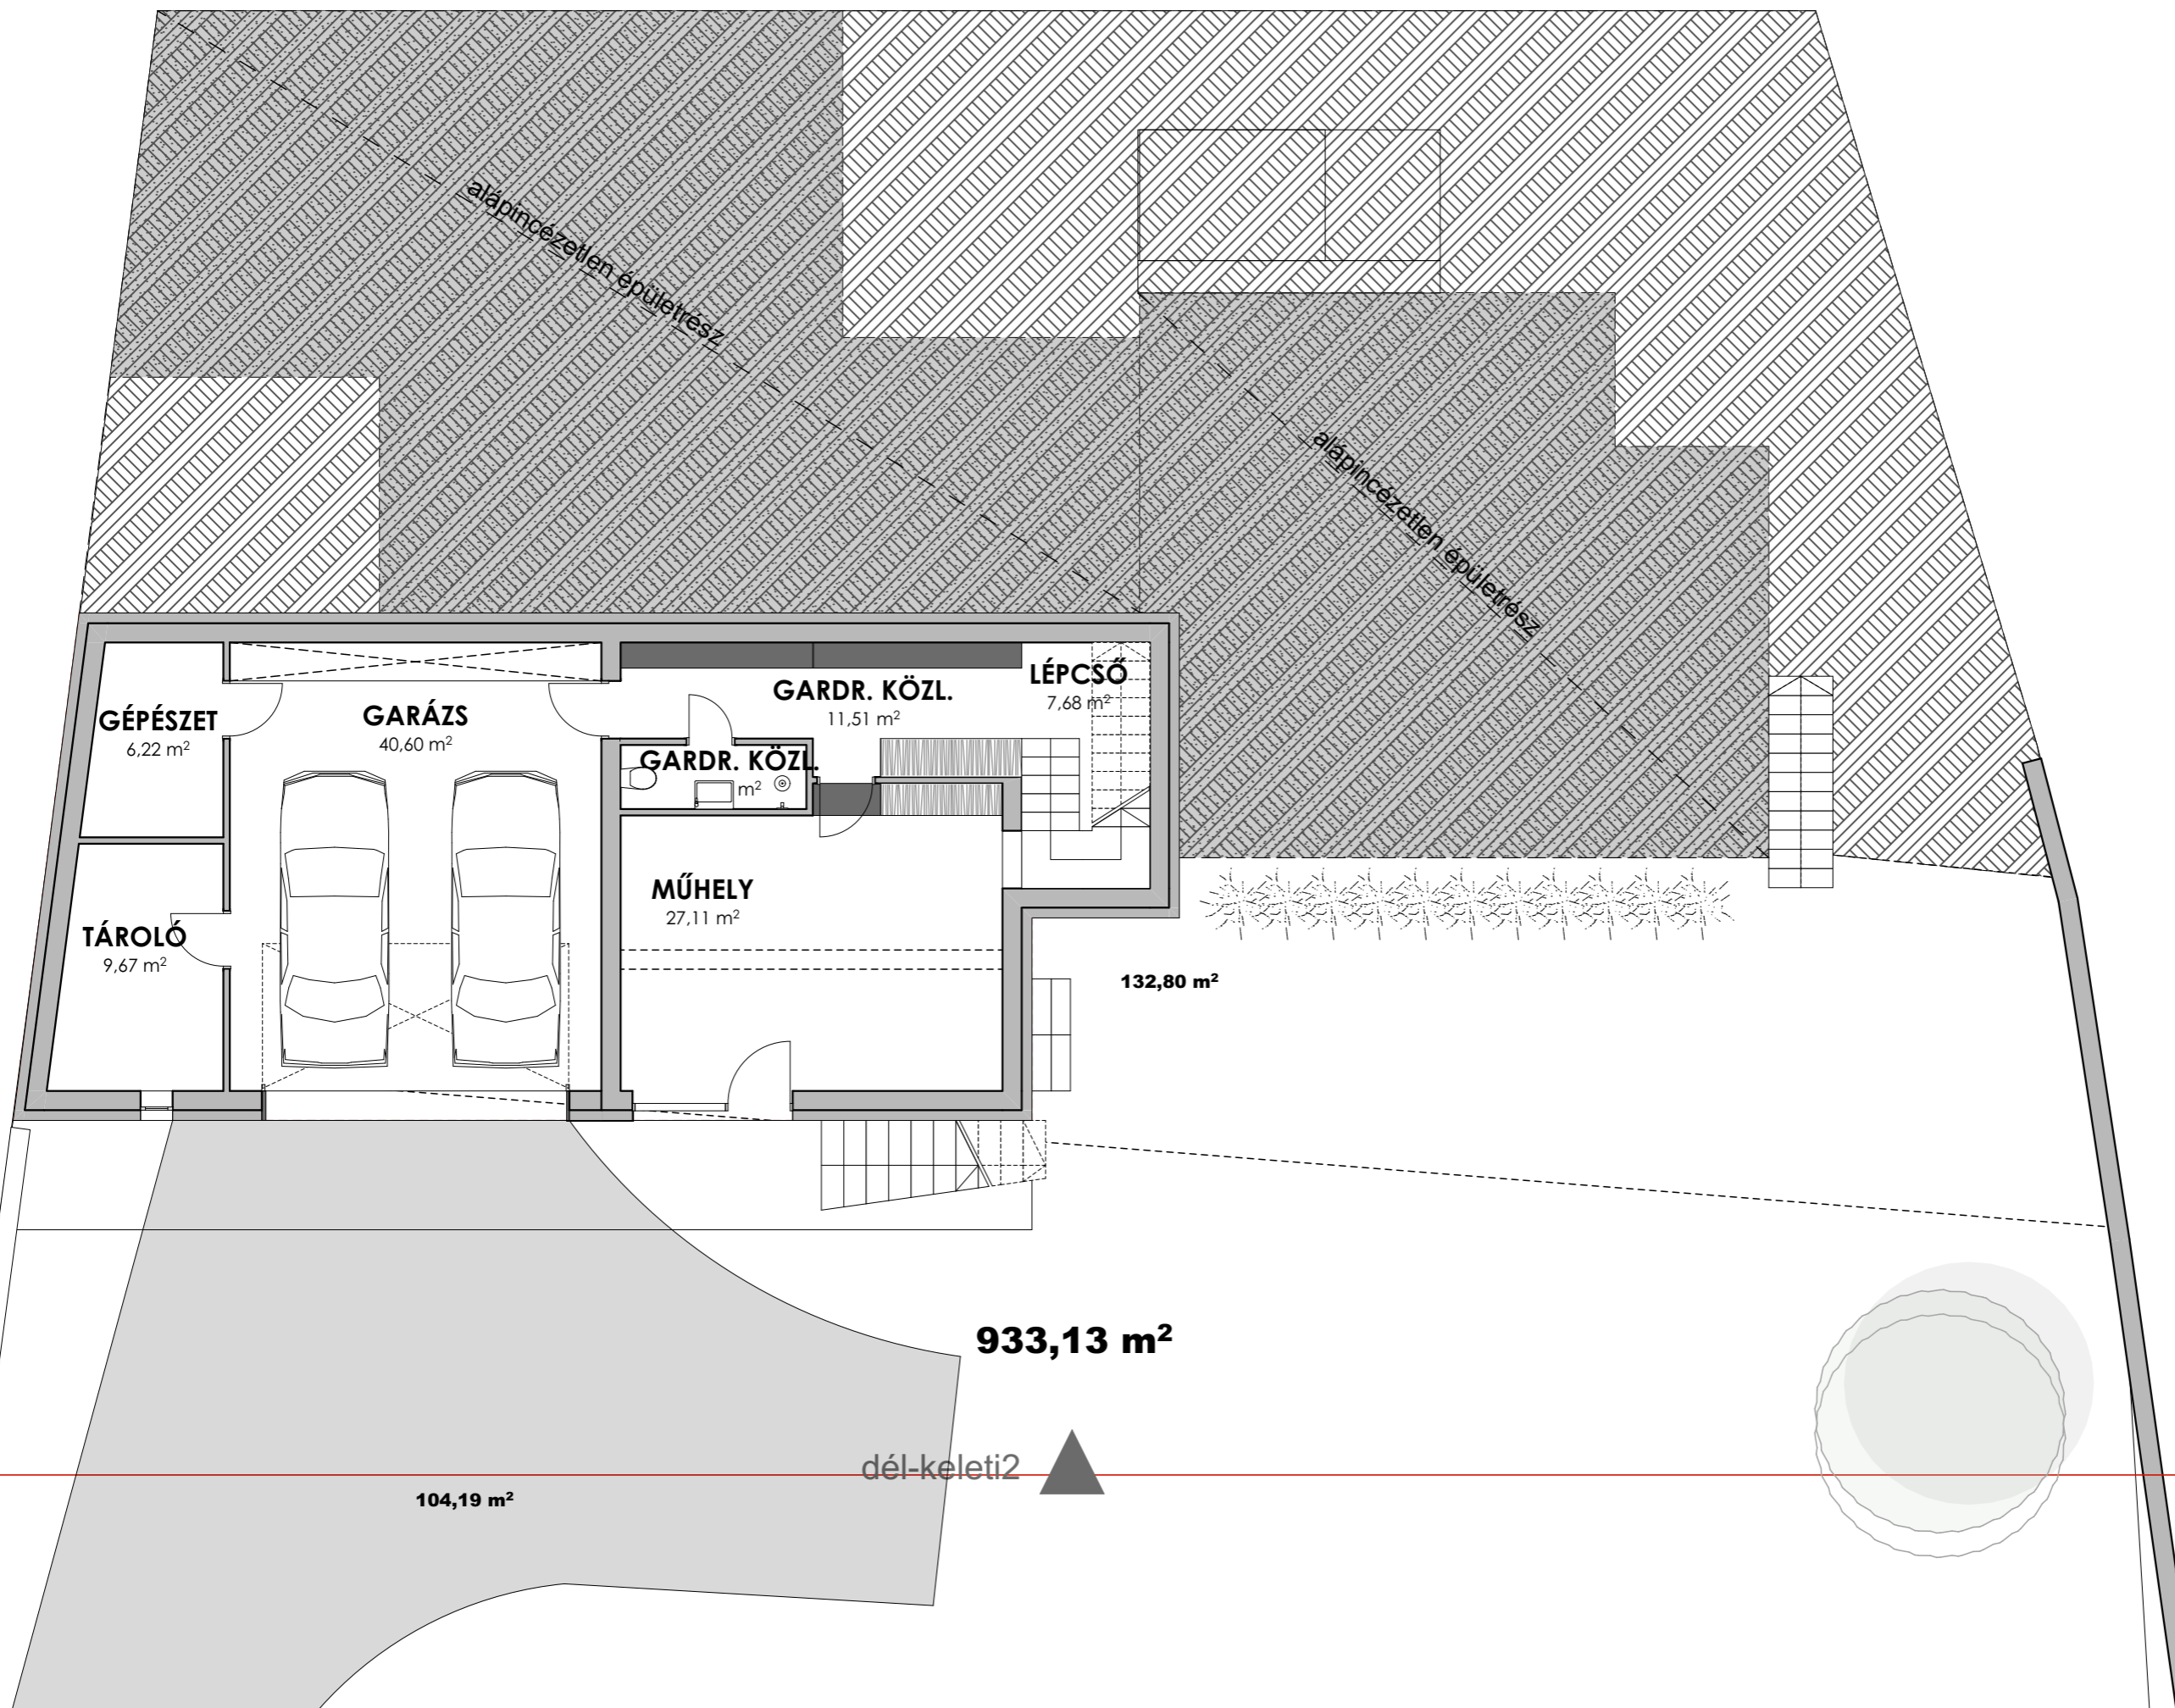 alápincézetlen épületrész
alápincézetlen épületrész
GÉPÉSZET
6,22 m²
GARÁZS
40,60 m²
GARDR. KÖZL.
11,51 m²
LÉPCSŐ
7,68 m²
GARDR. KÖZL.
m²
MŰHELY
27,11 m²
TÁROLÓ
9,67 m²
132,80 m²
933,13 m²
dél-keleti2
104,19 m²